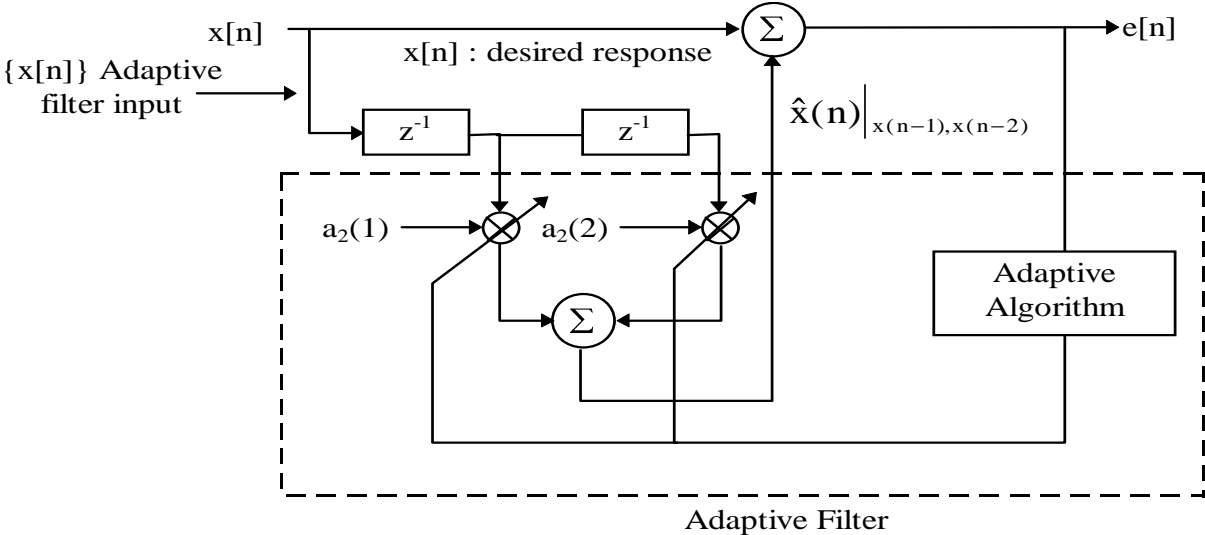 x[n]
x[n] : desired response
Σ
e[n]
{x[n]} Adaptive
filter input
z⁻¹
z⁻¹
x̂(n)|ₓ₍ₙ₋₁₎,ₓ₍ₙ₋₂₎
a₂(1)
a₂(2)
Σ
Adaptive
Algorithm
Adaptive Filter